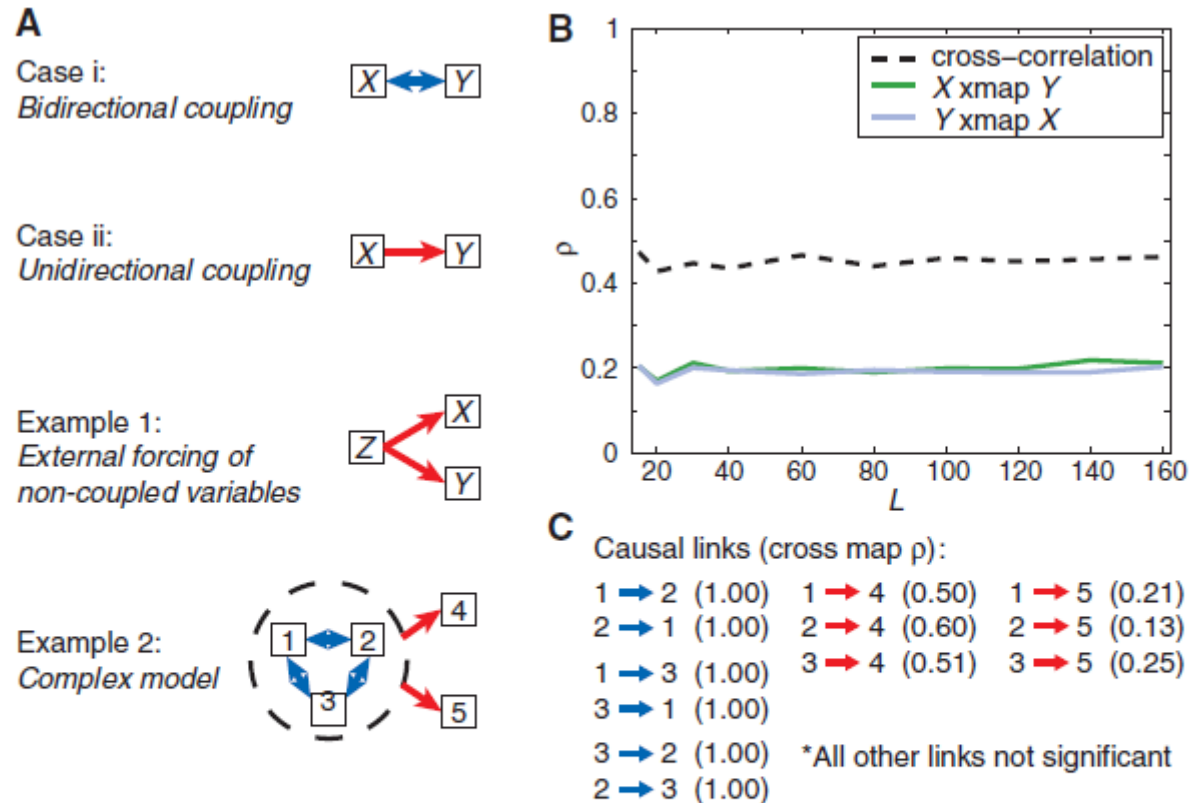 A
Case i:
Bidirectional coupling
X Y
Case ii:
Unidirectional coupling
X Y
Example 1:
External forcing of
non-coupled variables
Z X Y
Example 2:
Complex model
1 2 3 4 5
B
1
0.8
0.6
0.4
0.2
0
ρ
cross–correlation
X xmap Y
Y xmap X
20 40 60 80 100 120 140 160
L
C
Causal links (cross map ρ):
1 → 2 (1.00) 1 → 4 (0.50) 1 → 5 (0.21)
2 → 1 (1.00) 2 → 4 (0.60) 2 → 5 (0.13)
1 → 3 (1.00) 3 → 4 (0.51) 3 → 5 (0.25)
3 → 1 (1.00)
3 → 2 (1.00) *All other links not significant
2 → 3 (1.00)